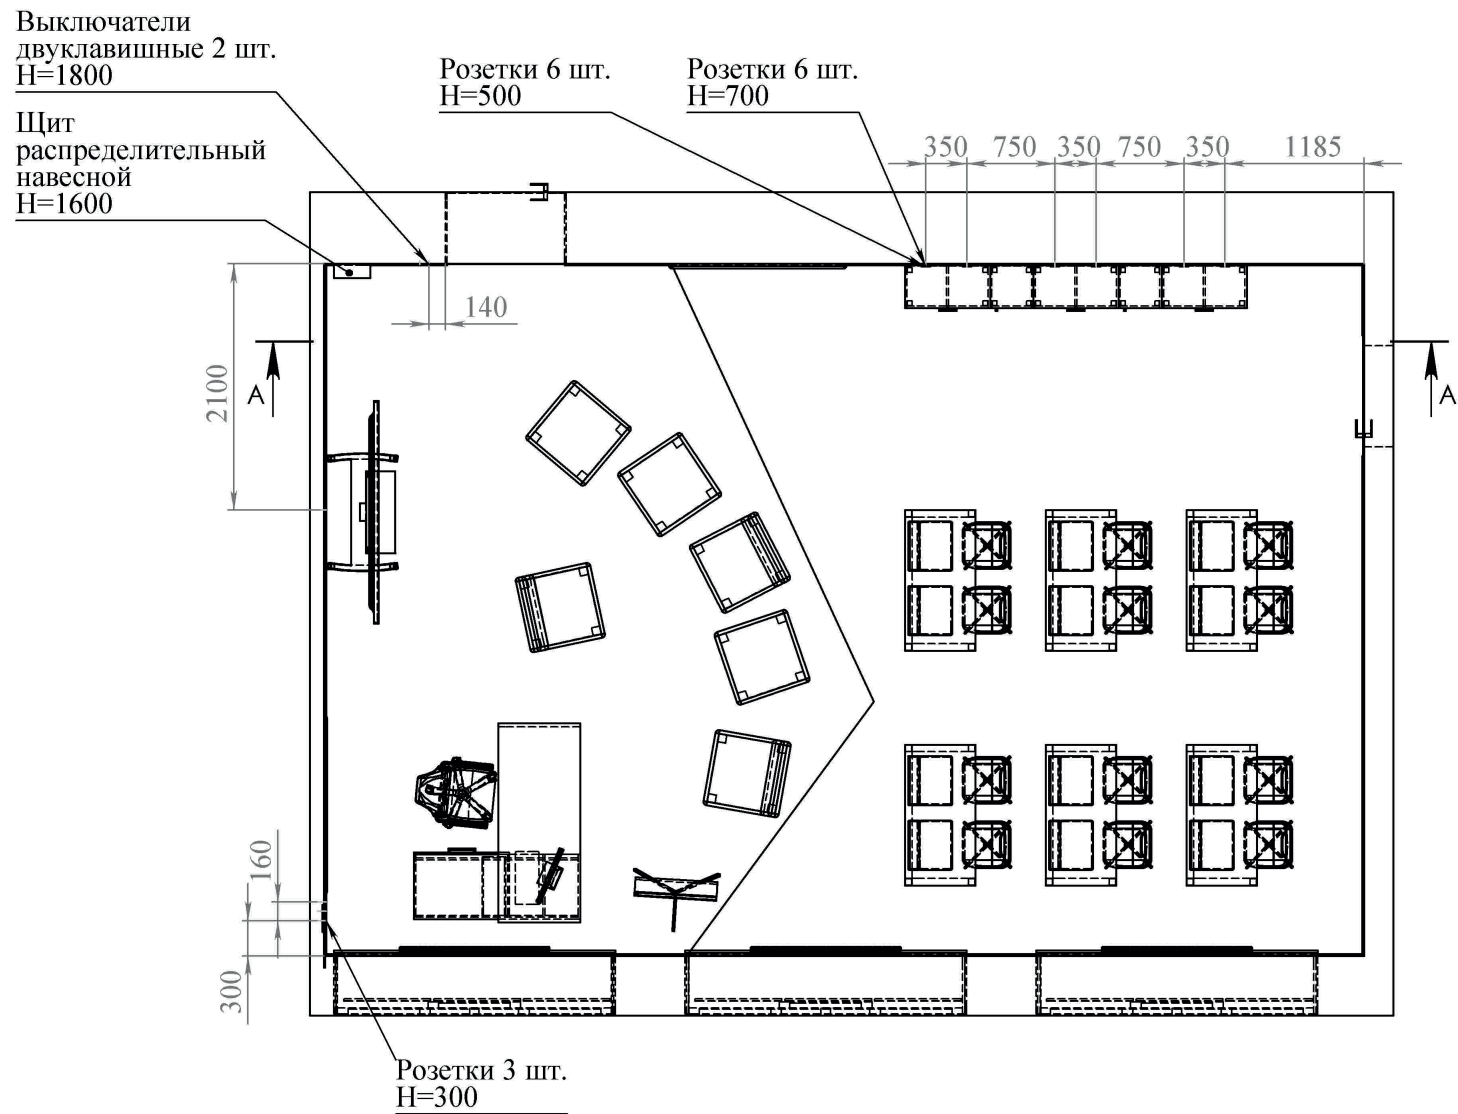 Выключатели
двуклавишные 2 шт.
H=1800
Розетки 6 шт.
H=500
Розетки 6 шт.
H=700
Щит
распределительный
навесной
H=1600
350
750
350
750
350
1185
140
2100
A
A
160
300
Розетки 3 шт.
H=300